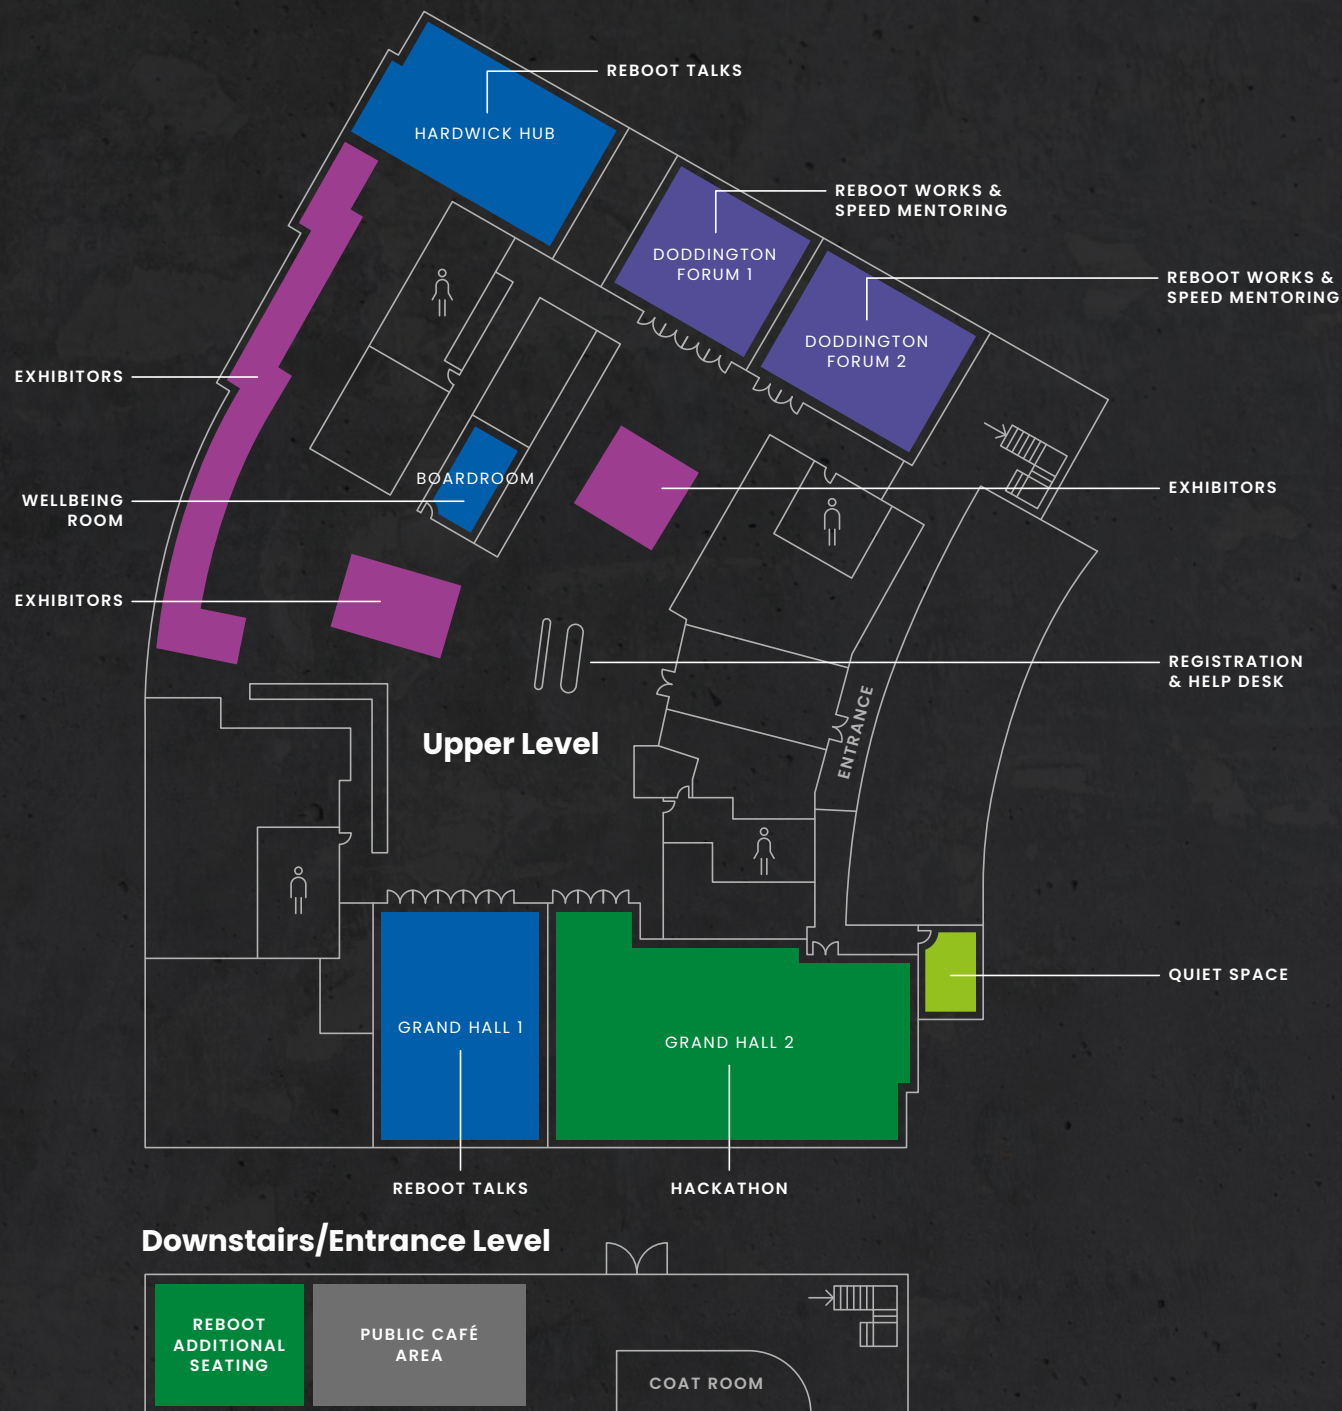 REBOOT TALKS
HARDWICK HUB
REBOOT WORKS &
SPEED MENTORING
DODDINGTON
FORUM 1
REBOOT WORKS &
SPEED MENTORING
DODDINGTON
FORUM 2
EXHIBITORS
BOARDROOM
WELLBEING
ROOM
EXHIBITORS
EXHIBITORS
REGISTRATION
& HELP DESK
ENTRANCE
Upper Level
QUIET SPACE
GRAND HALL 1
GRAND HALL 2
REBOOT TALKS
HACKATHON
Downstairs/Entrance Level
REBOOT
ADDITIONAL
SEATING
PUBLIC CAFÉ
AREA
COAT ROOM